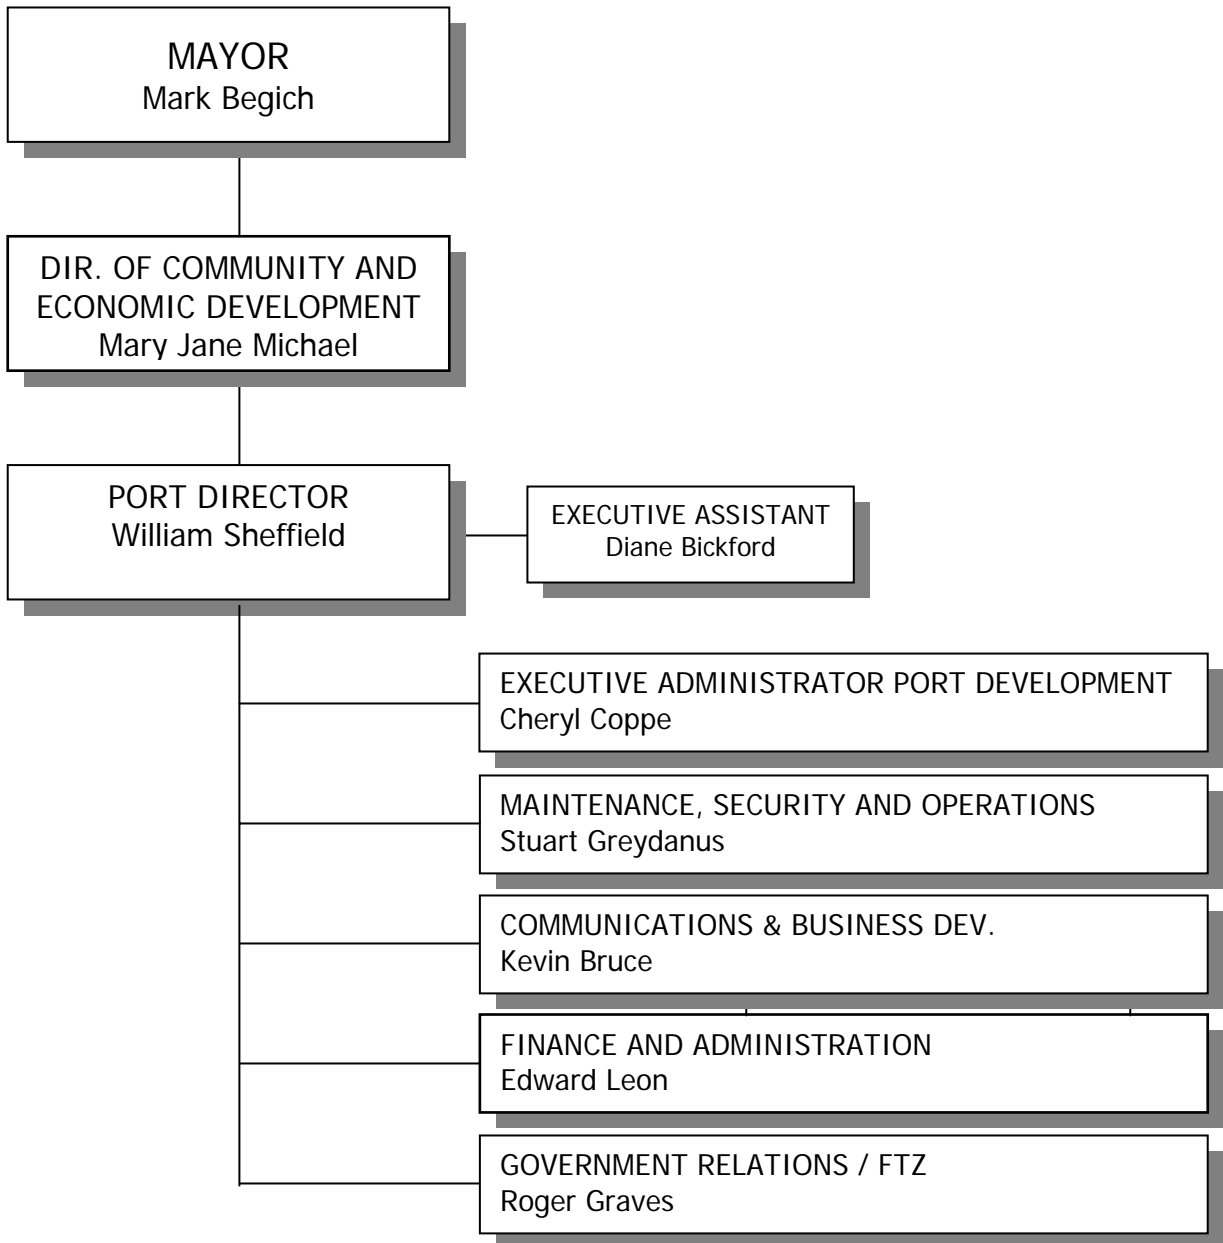 MAYOR
Mark Begich
DIR. OF COMMUNITY AND
ECONOMIC DEVELOPMENT
Mary Jane Michael
PORT DIRECTOR
William Sheffield
EXECUTIVE ASSISTANT
Diane Bickford
EXECUTIVE ADMINISTRATOR PORT DEVELOPMENT
Cheryl Coppe
MAINTENANCE, SECURITY AND OPERATIONS
Stuart Greydanus
COMMUNICATIONS & BUSINESS DEV.
Kevin Bruce
FINANCE AND ADMINISTRATION
Edward Leon
GOVERNMENT RELATIONS / FTZ
Roger Graves